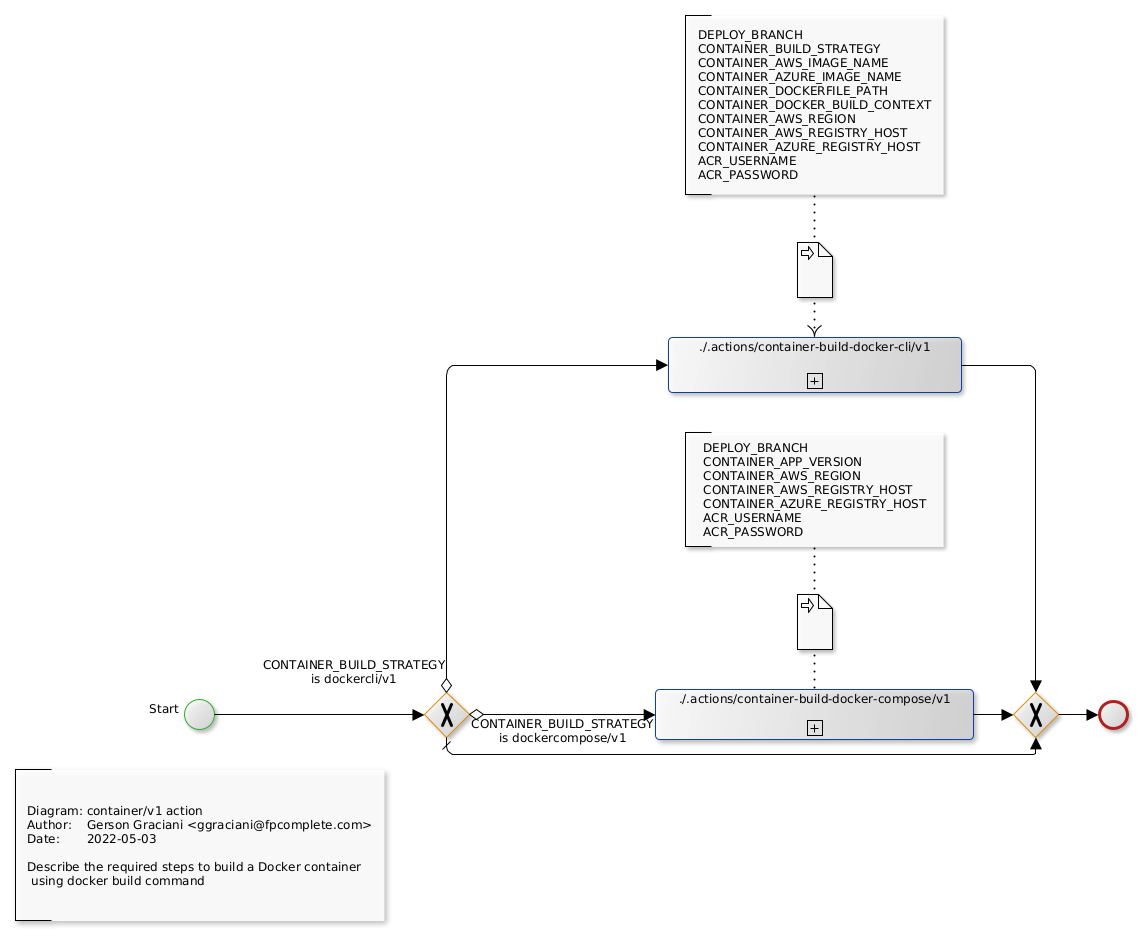 DEPLOY_BRANCH
CONTAINER_BUILD_STRATEGY
CONTAINER_AWS_IMAGE_NAME
CONTAINER_AZURE_IMAGE_NAME
CONTAINER_DOCKERFILE_PATH
CONTAINER_DOCKER_BUILD_CONTEXT
CONTAINER_AWS_REGION
CONTAINER_AWS_REGISTRY_HOST
CONTAINER_AZURE_REGISTRY_HOST
ACR_USERNAME
ACR_PASSWORD
./.actions/container-build-docker-cli/v1
DEPLOY_BRANCH
CONTAINER_APP_VERSION
CONTAINER_AWS_REGION
CONTAINER_AWS_REGISTRY_HOST
CONTAINER_AZURE_REGISTRY_HOST
ACR_USERNAME
ACR_PASSWORD
CONTAINER_BUILD_STRATEGY
is dockercli/v1
Start
./.actions/container-build-docker-compose/v1
CONTAINER_BUILD_STRATEGY
is dockercompose/v1
Diagram: container/v1 action
Author: Gerson Graciani <ggraciani@fpcomplete.com>
Date: 2022-05-03
Describe the required steps to build a Docker container
using docker build command